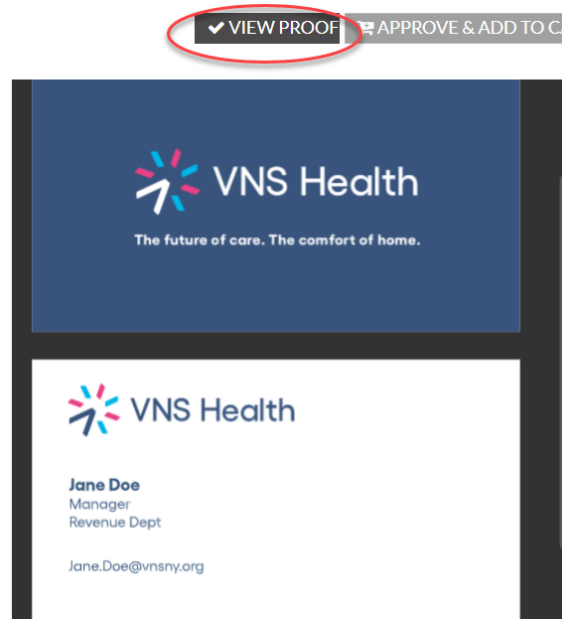 VIEW PROOF APPROVE & ADD TO
VNS Health
The future of care. The comfort of home.
VNS Health
Jane Doe
Manager
Revenue Dept
Jane.Doe@vnsny.org